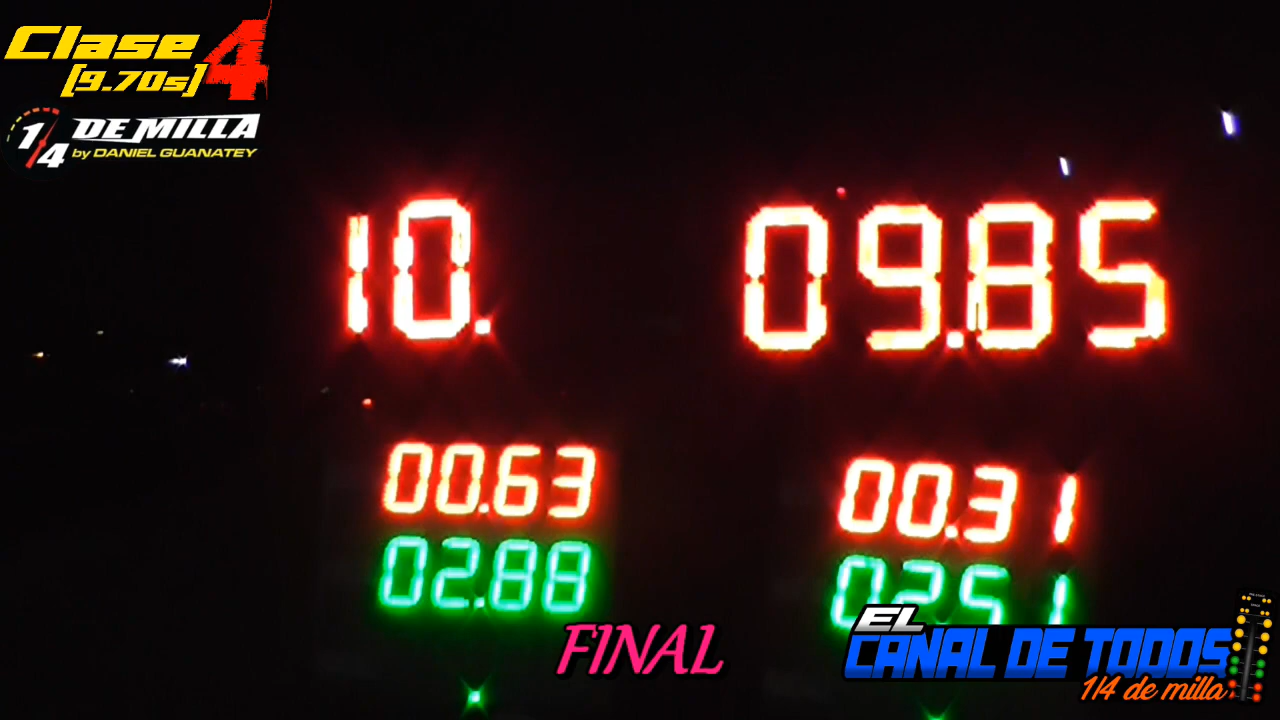 Clase 4
[9.70s]
1/4 DE MILLA
by DANIEL GUANATEY
10. 09.85
00.63 00.31
02.88 02.51
FINAL
EL
CANAL DE TODOS
1/4 de milla